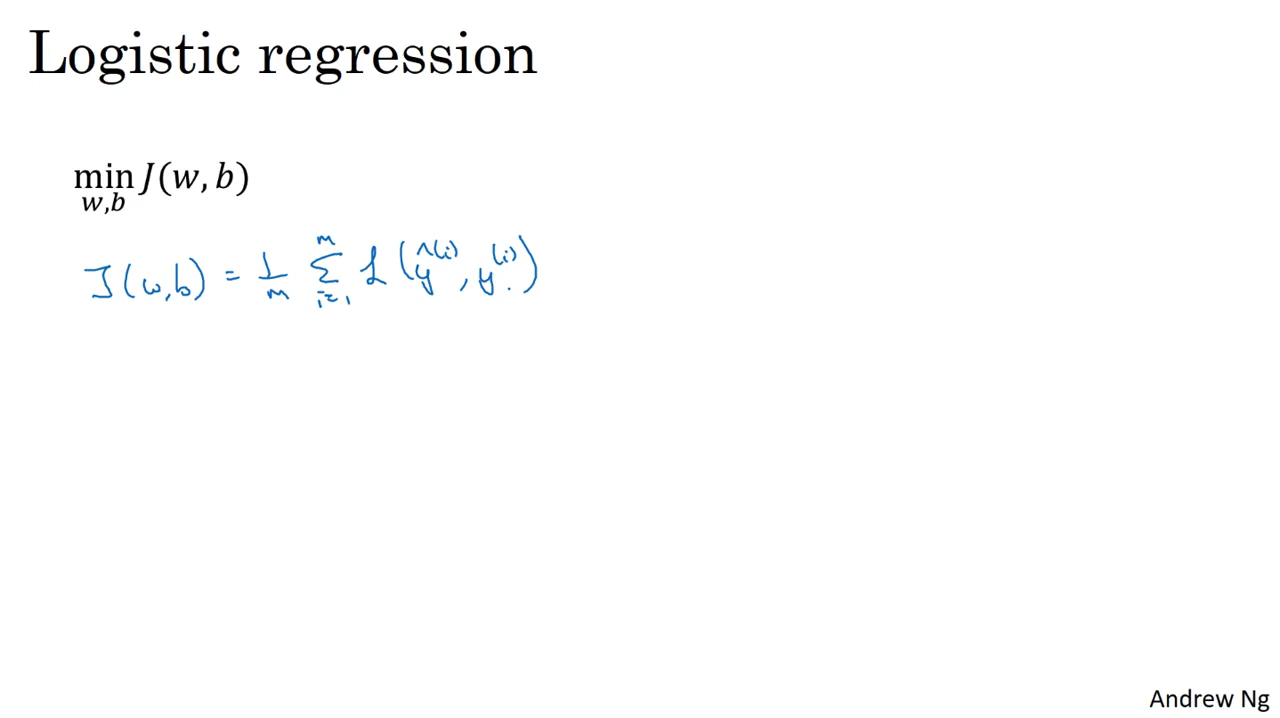 Logistic regression
min J(w, b)
w,b
J(w,b) = 1/m Σ_{i=1}^{m} ℒ(ŷ^{(i)}, y^{(i)})
Andrew Ng